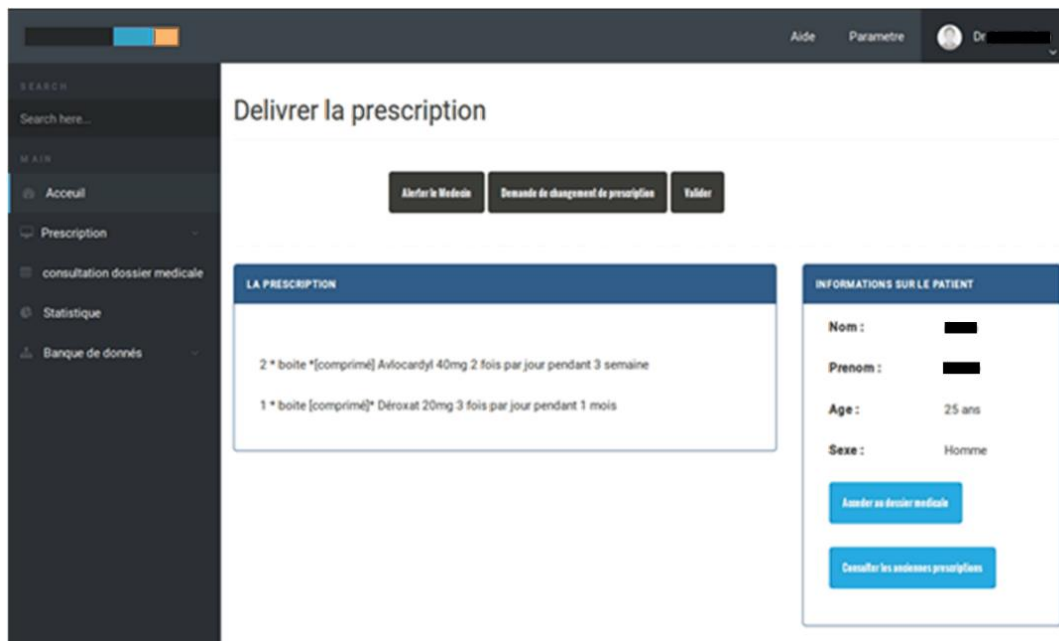 Aide
Parametre
Dr
SEARCH
Search here...
MAIN
Acceuil
Prescription
consultation dossier medicale
Statistique
Banque de donnés
Delivrer la prescription
Alerter le Medecin
Demande de changement de prescription
Valider
LA PRESCRIPTION
2 * boite *[comprimé] Avlocardyl 40mg 2 fois par jour pendant 3 semaine
1 * boite [comprimé]* Déroxat 20mg 3 fois par jour pendant 1 mois
INFORMATIONS SUR LE PATIENT
Nom :
Prenom :
Age : 25 ans
Sexe : Homme
Acceder au dossier medicale
Consulter les anciennes prescriptions